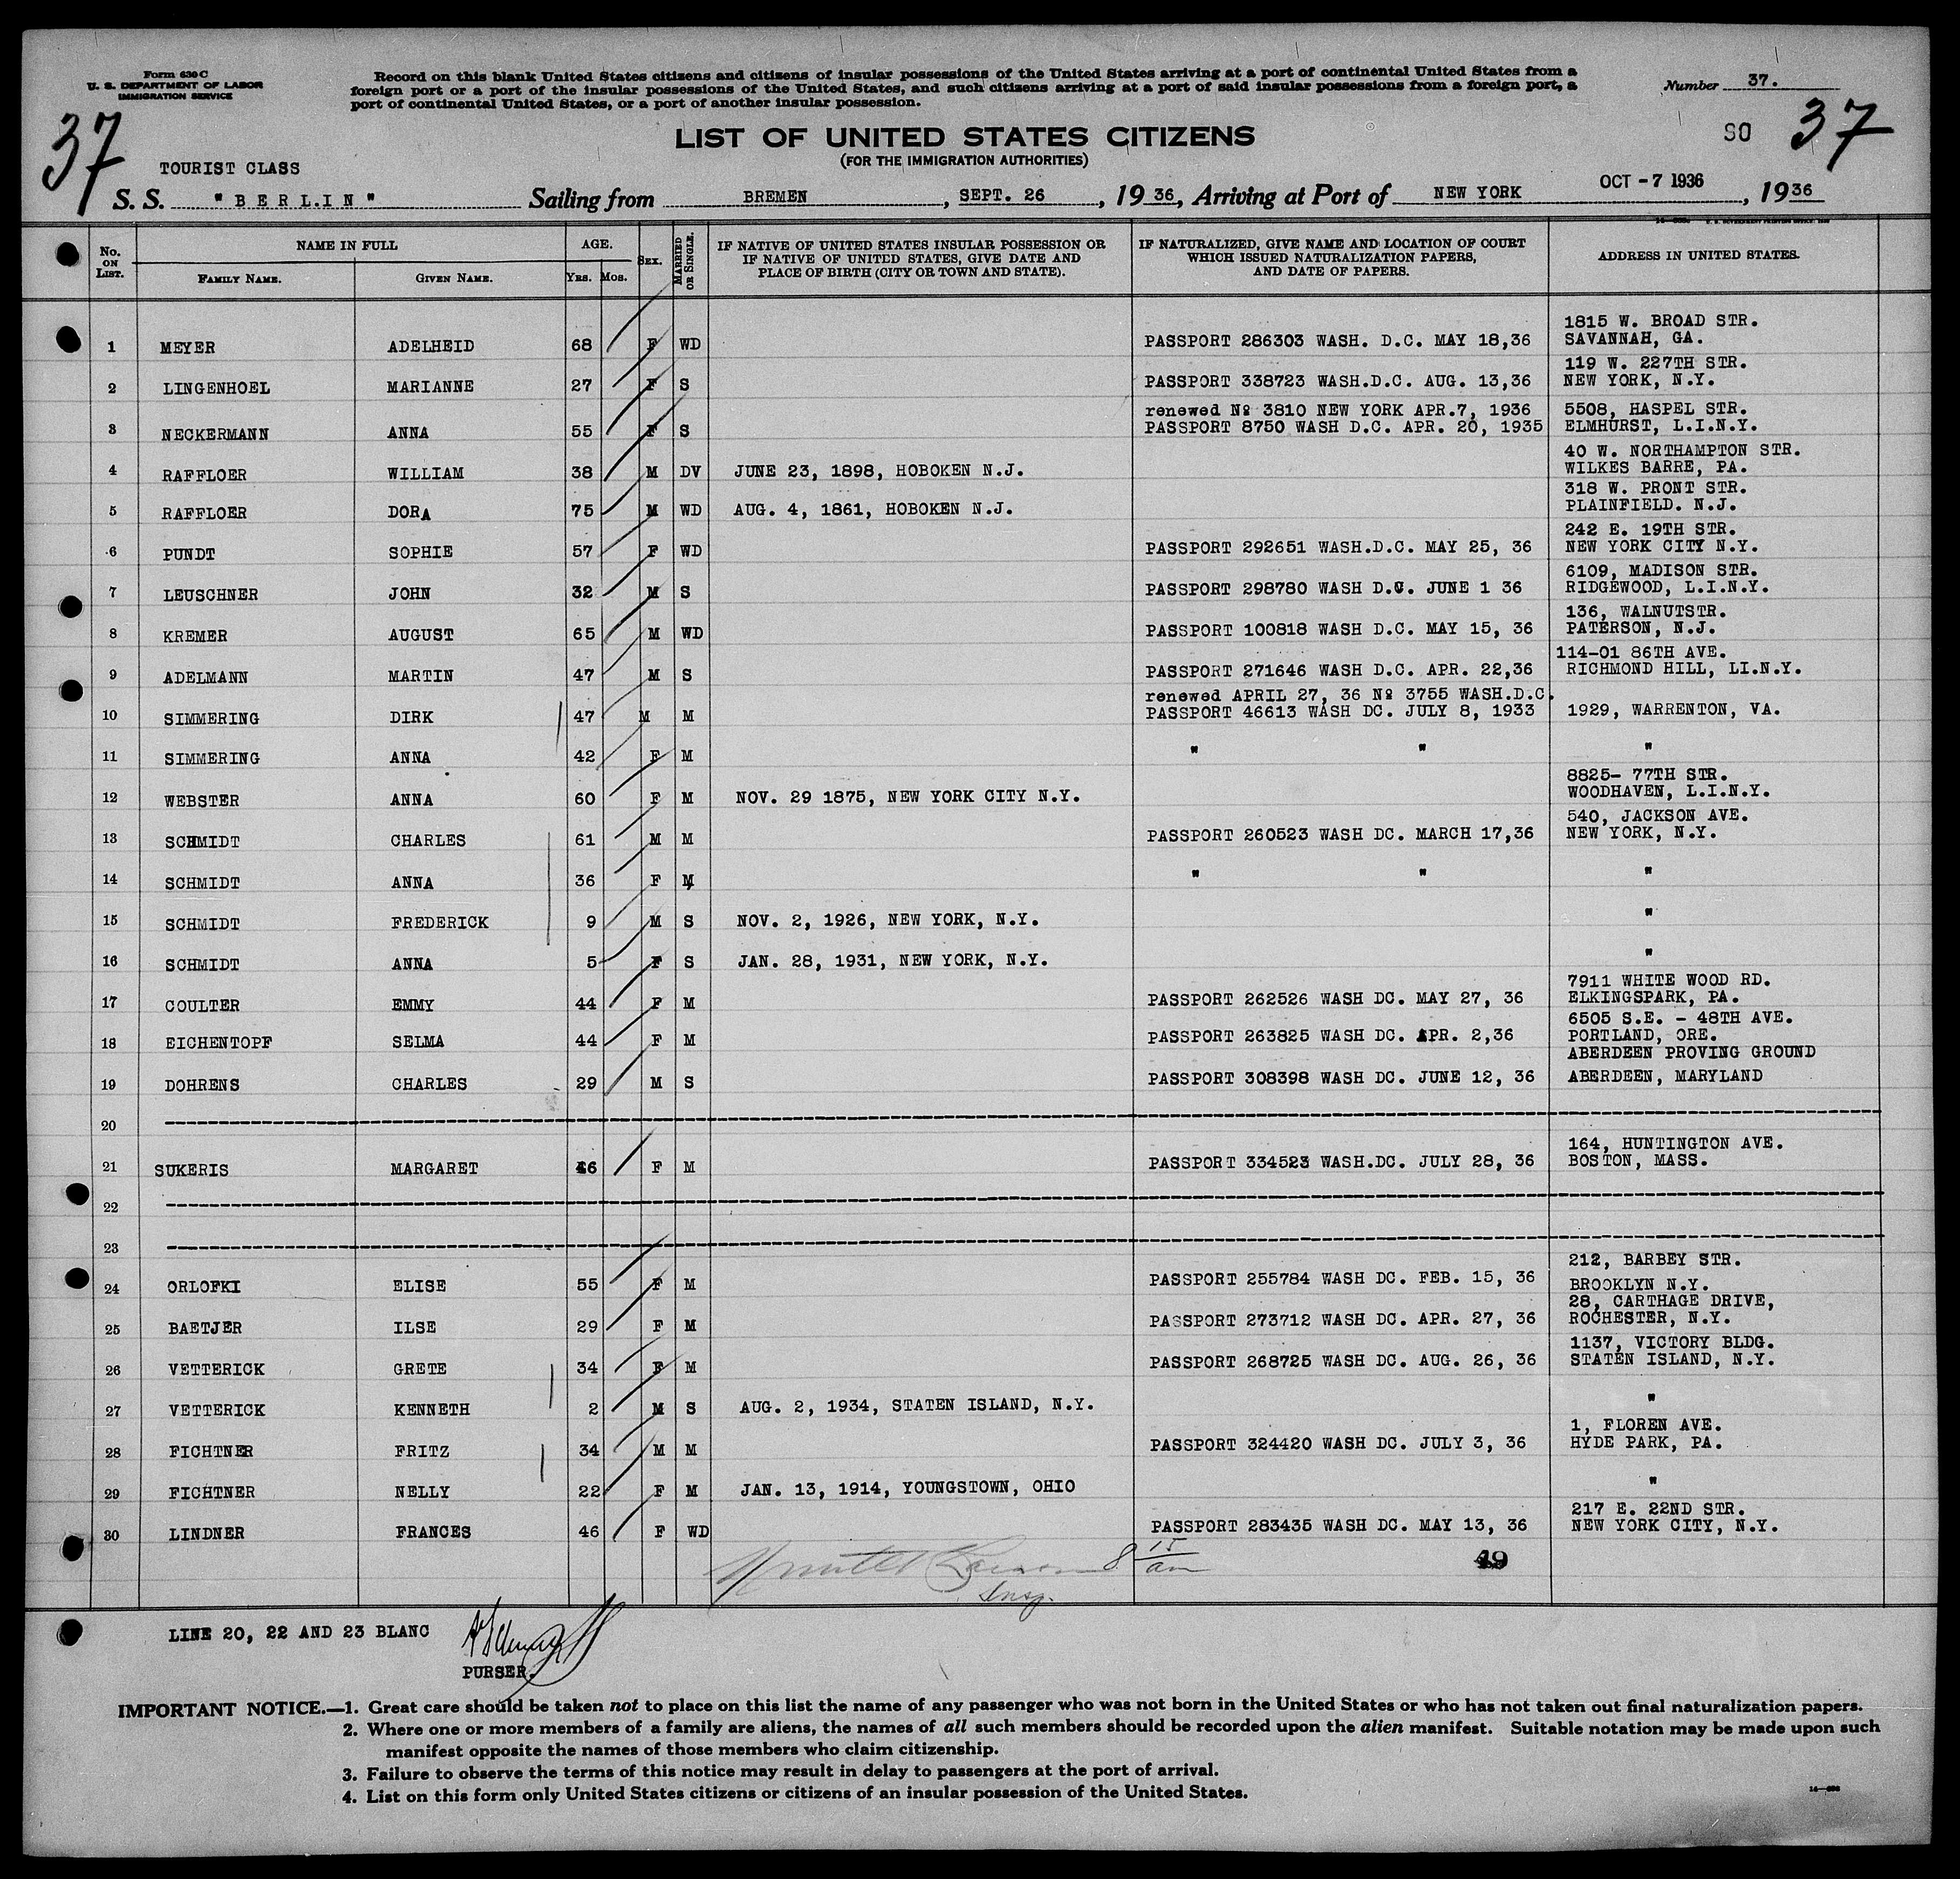 Form 630 C
U. S. DEPARTMENT OF LABOR
IMMIGRATION SERVICE
Record on this blank United States citizens and citizens of insular possessions of the United States arriving at a port of continental United States from a
foreign port or a port of the insular possessions of the United States, and such citizens arriving at a port of said insular possessions from a foreign port, a
port of continental United States, or a port of another insular possession.
Number 37.
37
LIST OF UNITED STATES CITIZENS
(FOR THE IMMIGRATION AUTHORITIES)
37
TOURIST CLASS
S. S. "BERLIN" Sailing from BREMEN, SEPT. 26, 1936, Arriving at Port of NEW YORK OCT -7 1936, 1936
No. ON LIST. NAME IN FULL FAMILY NAME. GIVEN NAME. AGE. YRS. MOS. SEX. MARRIED OR SINGLE. IF NATIVE OF UNITED STATES INSULAR POSSESSION OR IF NATIVE OF UNITED STATES, GIVE DATE AND PLACE OF BIRTH (CITY OR TOWN AND STATE). IF NATURALIZED, GIVE NAME AND LOCATION OF COURT WHICH ISSUED NATURALIZATION PAPERS, AND DATE OF PAPERS. ADDRESS IN UNITED STATES.
1815 W. BROAD STR.
1 MEYER ADELHEID 68 F WD PASSPORT 286303 WASH. D.C. MAY 18,36 SAVANNAH, GA.
119 W. 227TH STR.
2 LINGENHOEL MARIANNE 27 F S PASSPORT 338723 WASH.D.C. AUG. 13,36 NEW YORK, N.Y.
renewed No 3810 NEW YORK APR.7, 1936 5508, HASPEL STR.
3 NECKERMANN ANNA 55 F S PASSPORT 8750 WASH D.C. APR. 20, 1935 ELMHURST, L.I.N.Y.
40 W. NORTHAMPTON STR.
4 RAFFLOER WILLIAM 38 M DV JUNE 23, 1898, HOBOKEN N.J. WILKES BARRE, PA.
318 W. PRONT STR.
5 RAFFLOER DORA 75 M WD AUG. 4, 1861, HOBOKEN N.J. PLAINFIELD. N.J.
242 E. 19TH STR.
6 PUNDT SOPHIE 57 F WD PASSPORT 292651 WASH.D.C. MAY 25, 36 NEW YORK CITY N.Y.
6109, MADISON STR.
7 LEUSCHNER JOHN 32 M S PASSPORT 298780 WASH D.C. JUNE 1 36 RIDGEWOOD, L.I.N.Y.
136, WALNUTSTR.
8 KREMER AUGUST 65 M WD PASSPORT 100818 WASH D.C. MAY 15, 36 PATERSON, N.J.
114-01 86TH AVE.
9 ADELMANN MARTIN 47 M S PASSPORT 271646 WASH D.C. APR. 22,36 RICHMOND HILL, LI.N.Y.
renewed APRIL 27, 36 No 3755 WASH.D.C.
10 SIMMERING DIRK 47 M M PASSPORT 46613 WASH DC. JULY 8, 1933 1929, WARRENTON, VA.
11 SIMMERING ANNA 42 F M " " "
8825- 77TH STR.
12 WEBSTER ANNA 60 F M NOV. 29 1875, NEW YORK CITY N.Y. WOODHAVEN, L.I.N.Y.
540, JACKSON AVE.
13 SCHMIDT CHARLES 61 M M PASSPORT 260523 WASH DC. MARCH 17,36 NEW YORK, N.Y.
14 SCHMIDT ANNA 36 F M " " "
15 SCHMIDT FREDERICK 9 M S NOV. 2, 1926, NEW YORK, N.Y. "
16 SCHMIDT ANNA 5 F S JAN. 28, 1931, NEW YORK, N.Y. "
7911 WHITE WOOD RD.
17 COULTER EMMY 44 F M PASSPORT 262526 WASH DC. MAY 27, 36 ELKINGSPARK, PA.
6505 S.E. - 48TH AVE.
18 EICHENTOPF SELMA 44 F M PASSPORT 263825 WASH DC. APR. 2,36 PORTLAND, ORE.
ABERDEEN PROVING GROUND
19 DOHRENS CHARLES 29 M S PASSPORT 308398 WASH DC. JUNE 12, 36 ABERDEEN, MARYLAND
20
164, HUNTINGTON AVE.
21 SUKERIS MARGARET 46 F M PASSPORT 334523 WASH.DC. JULY 28, 36 BOSTON, MASS.
22
23
212, BARBEY STR.
24 ORLOFKI ELISE 55 F M PASSPORT 255784 WASH DC. FEB. 15, 36 BROOKLYN N.Y.
28, CARTHAGE DRIVE,
25 BAETJER ILSE 29 F M PASSPORT 273712 WASH DC. APR. 27, 36 ROCHESTER, N.Y.
1137, VICTORY BLDG.
26 VETTERICK GRETE 34 F M PASSPORT 268725 WASH DC. AUG. 26, 36 STATEN ISLAND, N.Y.
27 VETTERICK KENNETH 2 M S AUG. 2, 1934, STATEN ISLAND, N.Y. "
1, FLOREN AVE.
28 FICHTNER FRITZ 34 M M PASSPORT 324420 WASH DC. JULY 3, 36 HYDE PARK, PA.
29 FICHTNER NELLY 22 F M JAN. 13, 1914, YOUNGSTOWN, OHIO "
217 E. 22ND STR.
30 LINDNER FRANCES 46 F WD PASSPORT 283435 WASH DC. MAY 13, 36 NEW YORK CITY, N.Y.
8 15 am 49
Insp.
LINE 20, 22 AND 23 BLANC
PURSER.
IMPORTANT NOTICE.—1. Great care should be taken not to place on this list the name of any passenger who was not born in the United States or who has not taken out final naturalization papers.
2. Where one or more members of a family are aliens, the names of all such members should be recorded upon the alien manifest. Suitable notation may be made upon such
manifest opposite the names of those members who claim citizenship.
3. Failure to observe the terms of this notice may result in delay to passengers at the port of arrival.
4. List on this form only United States citizens or citizens of an insular possession of the United States.